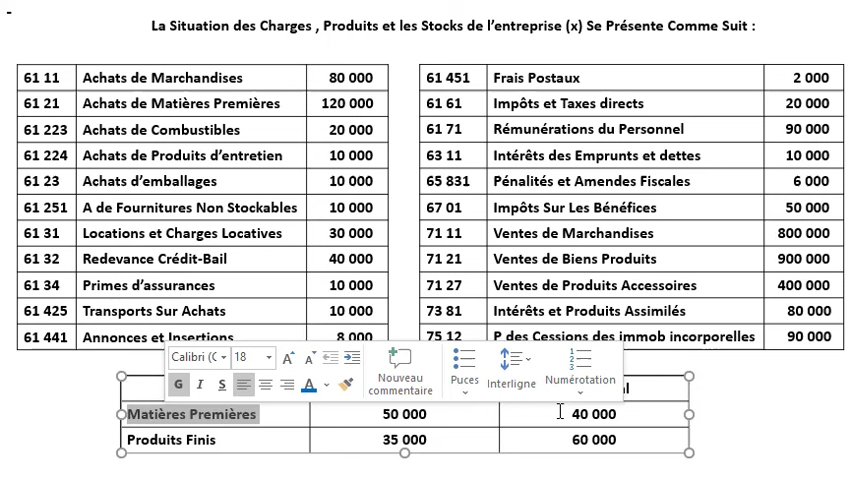 -
La Situation des Charges , Produits et les Stocks de l’entreprise (x) Se Présente Comme Suit :
61 11 Achats de Marchandises 80 000
61 21 Achats de Matières Premières 120 000
61 223 Achats de Combustibles 20 000
61 224 Achats de Produits d’entretien 10 000
61 23 Achats d’emballages 10 000
61 251 A de Fournitures Non Stockables 10 000
61 31 Locations et Charges Locatives 30 000
61 32 Redevance Crédit-Bail 40 000
61 34 Primes d’assurances 10 000
61 425 Transports Sur Achats 10 000
61 441 Annonces et Insertions 8 000
61 451 Frais Postaux 2 000
61 61 Impôts et Taxes directs 20 000
61 71 Rémunérations du Personnel 90 000
63 11 Intérêts des Emprunts et dettes 10 000
65 831 Pénalités et Amendes Fiscales 6 000
67 01 Impôts Sur Les Bénéfices 50 000
71 11 Ventes de Marchandises 800 000
71 21 Ventes de Biens Produits 900 000
71 27 Ventes de Produits Accessoires 400 000
73 81 Intérêts et Produits Assimilés 80 000
75 12 P des Cessions des immob incorporelles 90 000
Calibri (C 18 A A
G I S A
Nouveau commentaire
Puces
Interligne
Numérotation
Matières Premières 50 000 40 000
Produits Finis 35 000 60 000